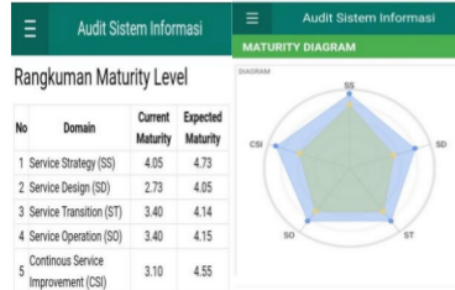 Audit Sistem Informasi
Rangkuman Maturity Level
No Domain Current Maturity Expected Maturity
1 Service Strategy (SS) 4.05 4.73
2 Service Design (SD) 2.73 4.05
3 Service Transition (ST) 3.40 4.14
4 Service Operation (SO) 3.40 4.15
5 Continous Service Improvement (CSI) 3.10 4.55
Audit Sistem Informasi
MATURITY DIAGRAM
DIAGRAM
SS
CSI
SD
SO
ST